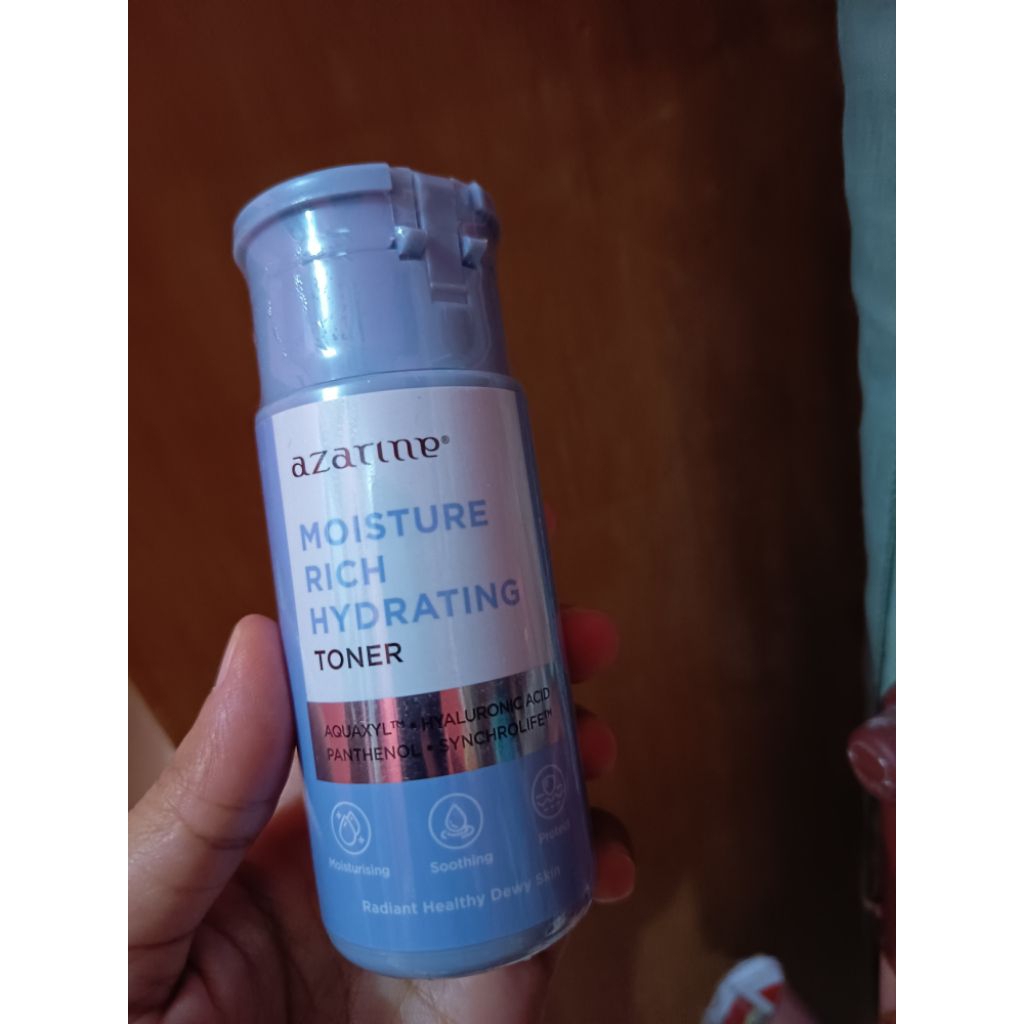 azarine®
MOISTURE
RICH
HYDRATING
TONER
AQUAXYL™ • HYALURONIC ACID
PANTHENOL • SYNCHROLIFE™
Moisturising
Soothing
Protect
Radiant Healthy Dewy Skin